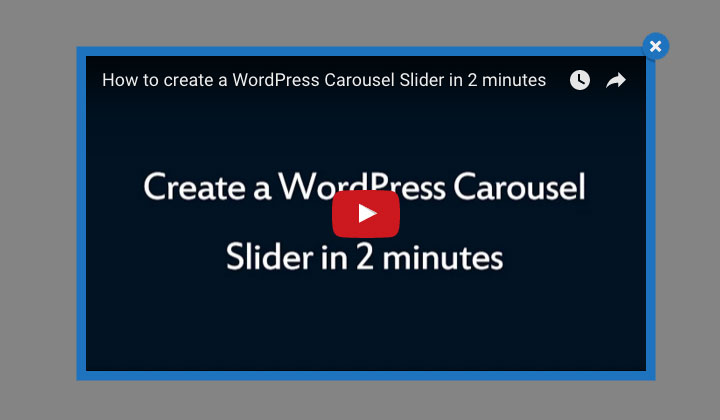 How to create a WordPress Carousel Slider in 2 minutes
Create a WordPress Carousel
Slider in 2 minutes